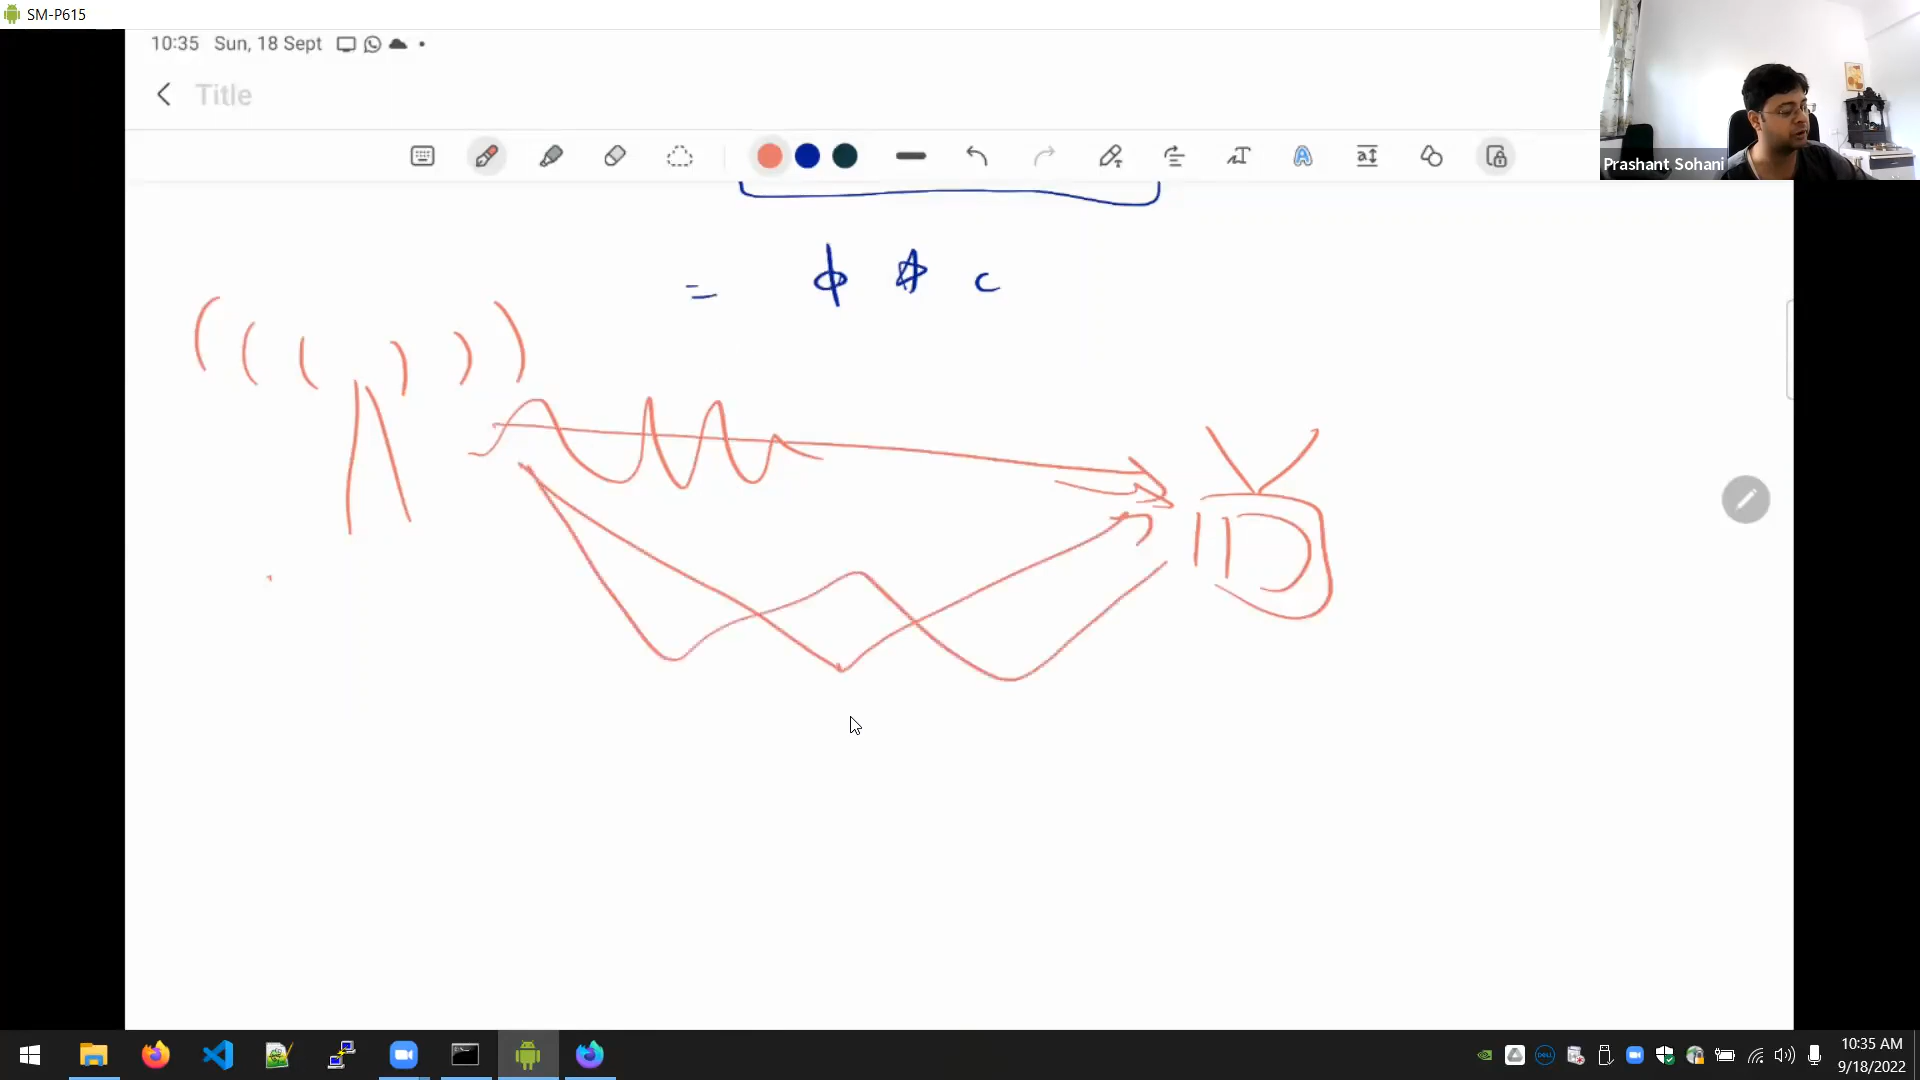 SM-P615
10:35 Sun, 18 Sept
Title
Prashant Sohani
= ϕ * c
10:35 AM
9/18/2022